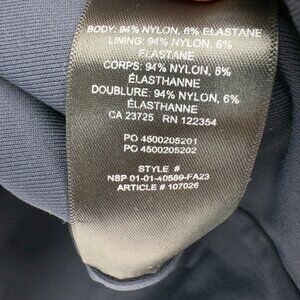 BODY: 94% NYLON, 6% ELASTANE
LINING: 94% NYLON, 6%
ELASTANE
CORPS: 94% NYLON, 6%
ÉLASTHANNE
DOUBLURE: 94% NYLON, 6%
ÉLASTHANNE
CA 23725 RN 122354
PO 4500205201
PO 4500205202
STYLE #
NSP 01-01-40589-FA23
ARTICLE # 107026